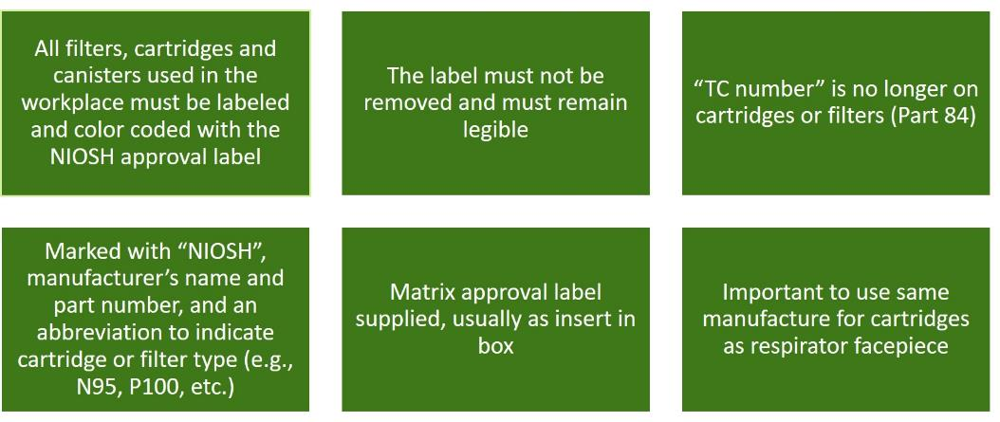 All filters, cartridges and
canisters used in the
workplace must be labeled
and color coded with the
NIOSH approval label
The label must not be
removed and must remain
legible
“TC number” is no longer on
cartridges or filters (Part 84)
Marked with “NIOSH”,
manufacturer’s name and
part number, and an
abbreviation to indicate
cartridge or filter type (e.g.,
N95, P100, etc.)
Matrix approval label
supplied, usually as insert in
box
Important to use same
manufacture for cartridges
as respirator facepiece